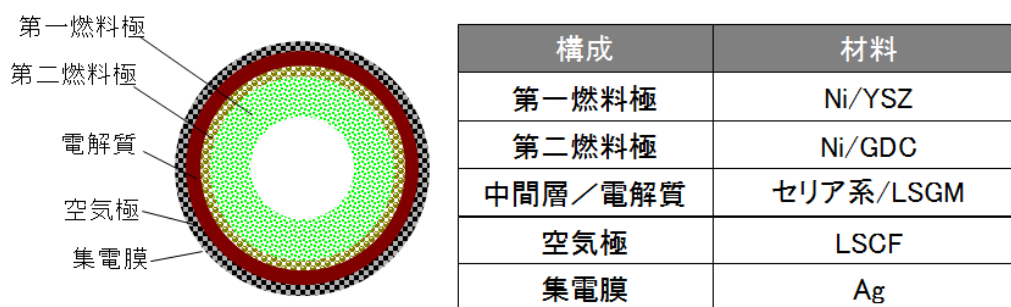 第一燃料極
第二燃料極
電解質
空気極
集電膜
構成 材料
第一燃料極 Ni/YSZ
第二燃料極 Ni/GDC
中間層／電解質 セリア系/LSGM
空気極 LSCF
集電膜 Ag